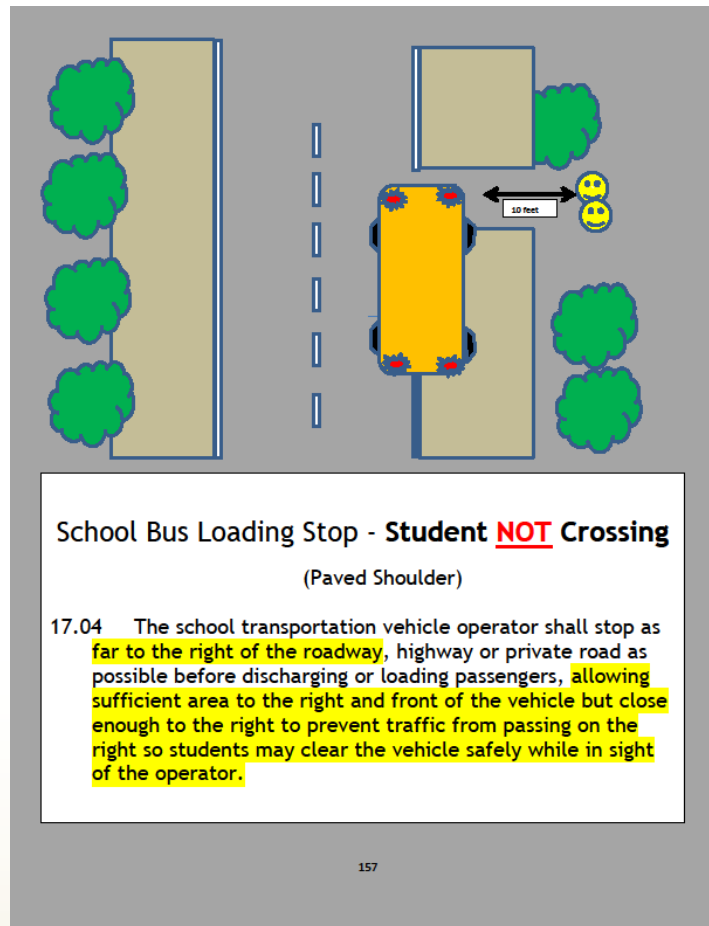 10 feet
School Bus Loading Stop - Student NOT Crossing
(Paved Shoulder)
17.04 The school transportation vehicle operator shall stop as
far to the right of the roadway, highway or private road as
possible before discharging or loading passengers, allowing
sufficient area to the right and front of the vehicle but close
enough to the right to prevent traffic from passing on the
right so students may clear the vehicle safely while in sight
of the operator.
157